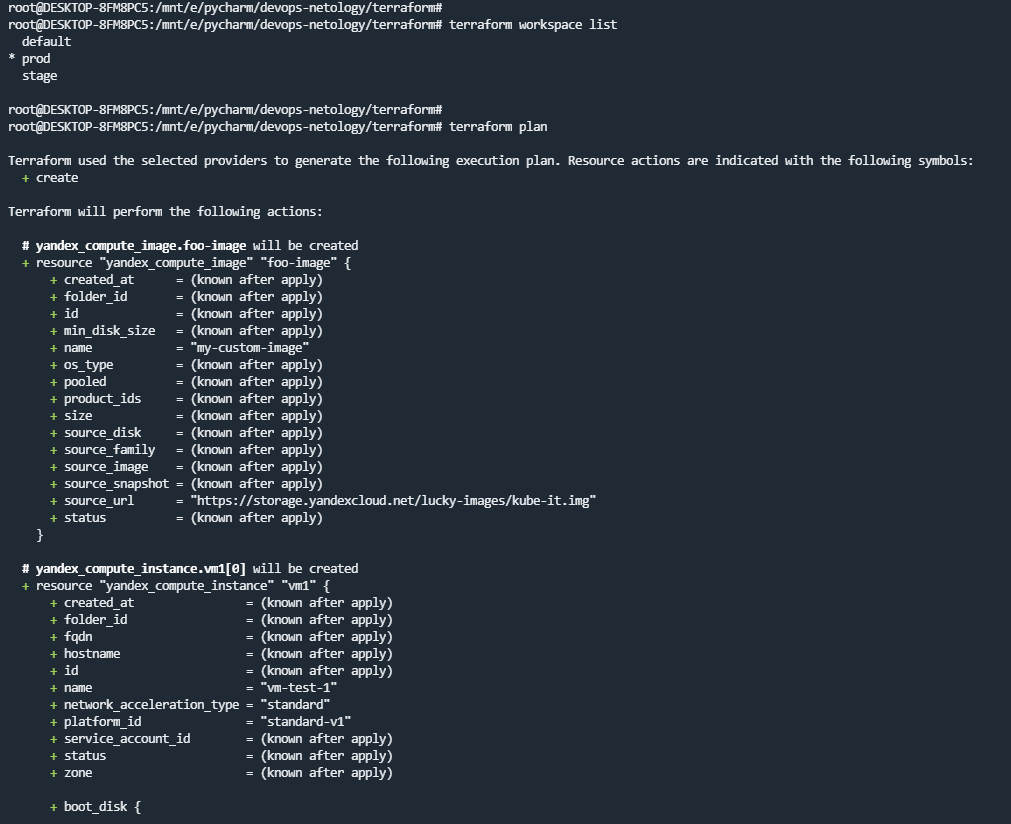 root@DESKTOP-8FM8PC5:/mnt/e/pycharm/devops-netology/terraform#
root@DESKTOP-8FM8PC5:/mnt/e/pycharm/devops-netology/terraform# terraform workspace list
  default
* prod
  stage

root@DESKTOP-8FM8PC5:/mnt/e/pycharm/devops-netology/terraform#
root@DESKTOP-8FM8PC5:/mnt/e/pycharm/devops-netology/terraform# terraform plan

Terraform used the selected providers to generate the following execution plan. Resource actions are indicated with the following symbols:
  + create

Terraform will perform the following actions:

  # yandex_compute_image.foo-image will be created
  + resource "yandex_compute_image" "foo-image" {
      + created_at      = (known after apply)
      + folder_id       = (known after apply)
      + id              = (known after apply)
      + min_disk_size   = (known after apply)
      + name            = "my-custom-image"
      + os_type         = (known after apply)
      + pooled          = (known after apply)
      + product_ids     = (known after apply)
      + size            = (known after apply)
      + source_disk     = (known after apply)
      + source_family   = (known after apply)
      + source_image    = (known after apply)
      + source_snapshot = (known after apply)
      + source_url      = "https://storage.yandexcloud.net/lucky-images/kube-it.img"
      + status          = (known after apply)
    }

  # yandex_compute_instance.vm1[0] will be created
  + resource "yandex_compute_instance" "vm1" {
      + created_at                = (known after apply)
      + folder_id                 = (known after apply)
      + fqdn                      = (known after apply)
      + hostname                  = (known after apply)
      + id                        = (known after apply)
      + name                      = "vm-test-1"
      + network_acceleration_type = "standard"
      + platform_id               = "standard-v1"
      + service_account_id        = (known after apply)
      + status                    = (known after apply)
      + zone                      = (known after apply)

      + boot_disk {